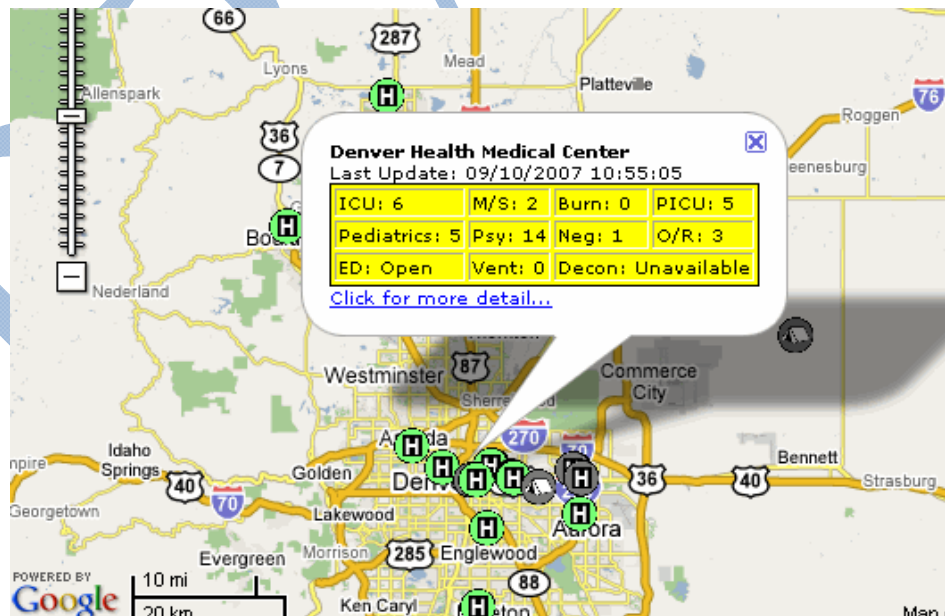 66
287
Lyons
Mead
Platteville
Allenspark
H
76
Roggen
36
7
Denver Health Medical Center
Last Update: 09/10/2007 10:55:05
ICU: 6 M/S: 2 Burn: 0 PICU: 5
Pediatrics: 5 Psy: 14 Neg: 1 O/R: 3
ED: Open Vent: 0 Decon: Unavailable
Click for more detail...
eenesburg
H
Nederland
87
Westminster
Commerce
City
H
270
Idaho
Springs
Golden
H
H
H
H
H
36
Bennett
40
40
Strasburg
70
Georgetown
Lakewood
H
H
Aurora
Evergreen
Morrison
285
Englewood
88
POWERED BY
Google
10 mi
20 km
Ken Caryl
H
eton
Map